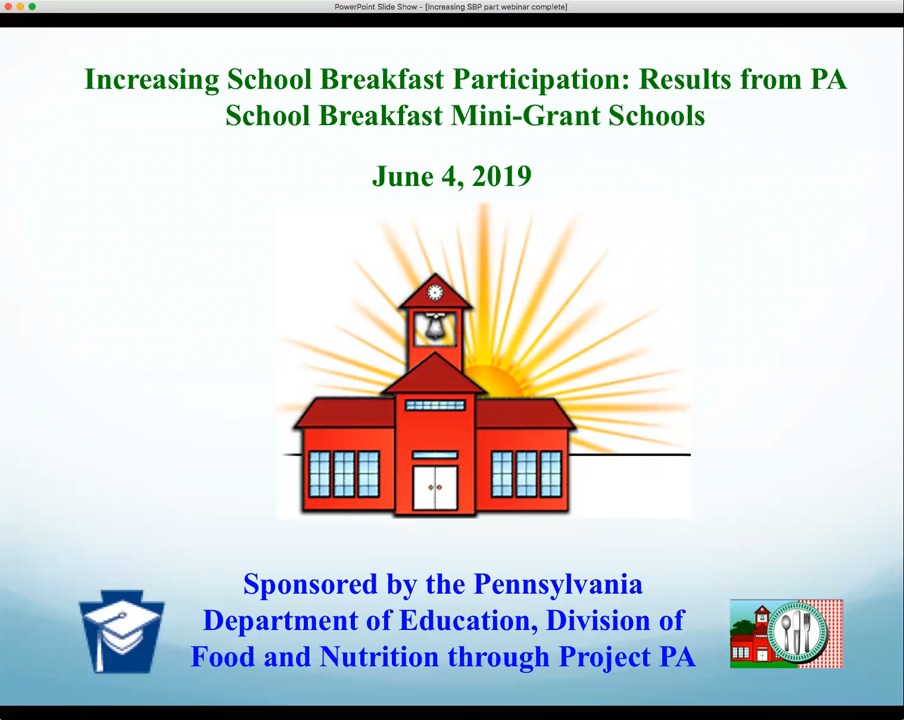 PowerPoint Slide Show - [Increasing SBP part webinar complete]
Increasing School Breakfast Participation: Results from PA
School Breakfast Mini-Grant Schools
June 4, 2019
Sponsored by the Pennsylvania
Department of Education, Division of
Food and Nutrition through Project PA